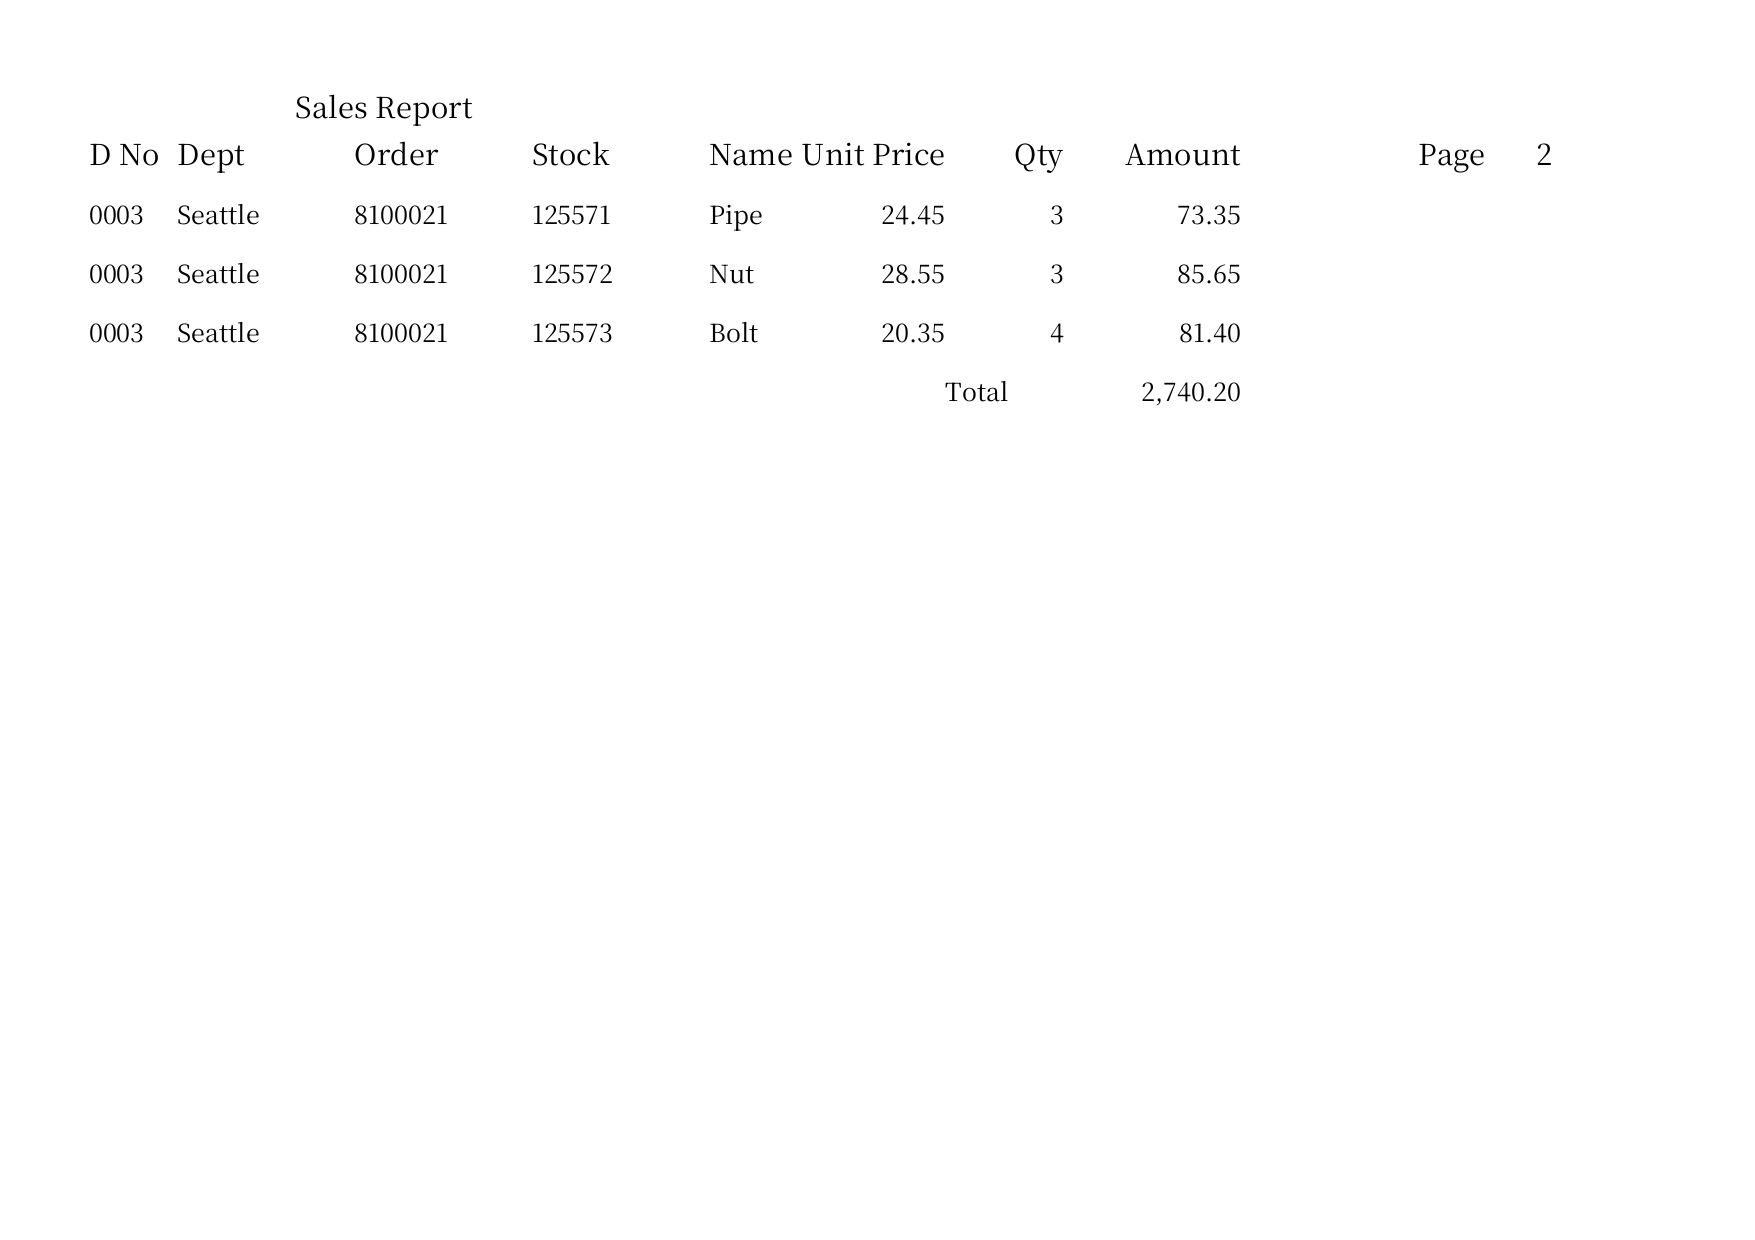 Sales Report
D No Dept Order Stock Name Unit Price Qty Amount Page 2
0003 Seattle 8100021 125571 Pipe 24.45 3 73.35
0003 Seattle 8100021 125572 Nut 28.55 3 85.65
0003 Seattle 8100021 125573 Bolt 20.35 4 81.40
Total 2,740.20